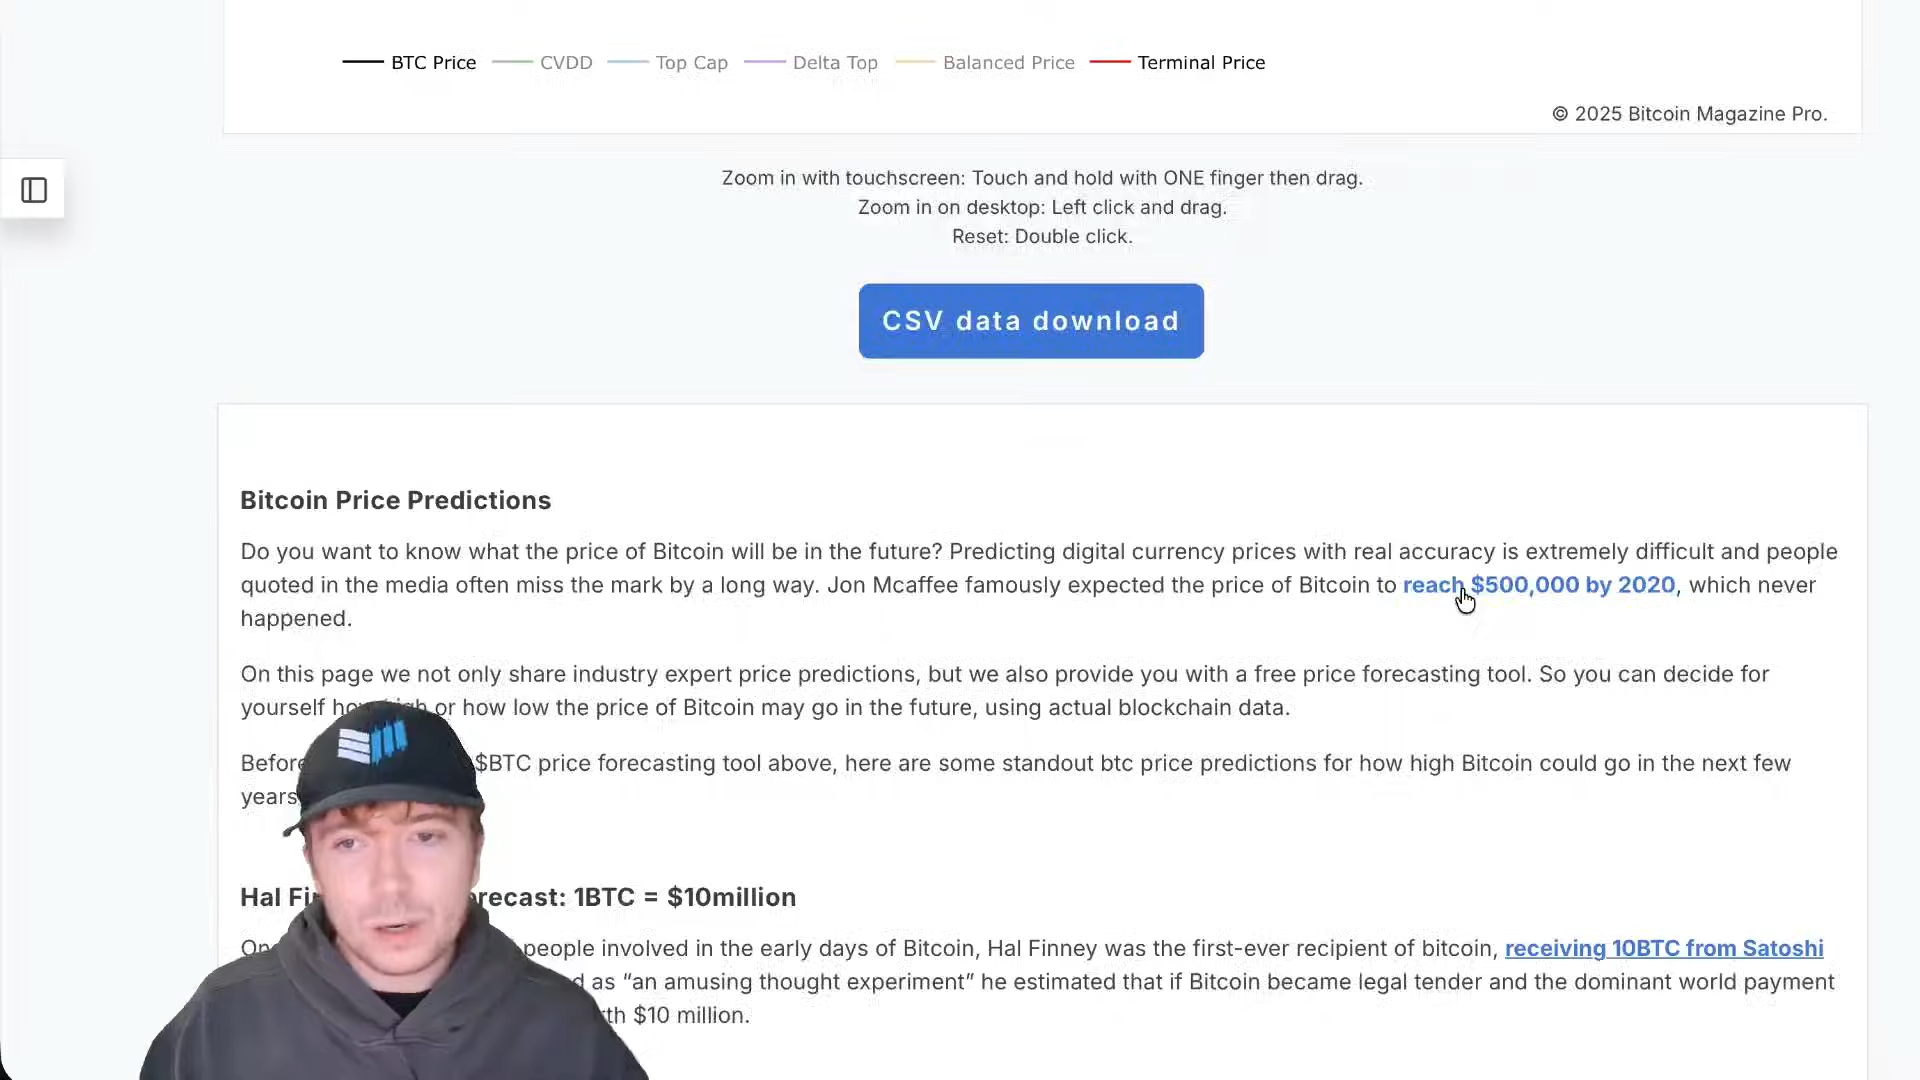 BTC Price CVDD Top Cap Delta Top Balanced Price Terminal Price
© 2025 Bitcoin Magazine Pro.
Zoom in with touchscreen: Touch and hold with ONE finger then drag.
Zoom in on desktop: Left click and drag.
Reset: Double click.
CSV data download
Bitcoin Price Predictions
Do you want to know what the price of Bitcoin will be in the future? Predicting digital currency prices with real accuracy is extremely difficult and people
quoted in the media often miss the mark by a long way. Jon Mcaffee famously expected the price of Bitcoin to reach $500,000 by 2020, which never
happened.
On this page we not only share industry expert price predictions, but we also provide you with a free price forecasting tool. So you can decide for
yourself how high or how low the price of Bitcoin may go in the future, using actual blockchain data.
Before $BTC price forecasting tool above, here are some standout btc price predictions for how high Bitcoin could go in the next few
years
Hal recast: 1BTC = $10million
people involved in the early days of Bitcoin, Hal Finney was the first-ever recipient of bitcoin, receiving 10BTC from Satoshi
as “an amusing thought experiment” he estimated that if Bitcoin became legal tender and the dominant world payment
$10 million.